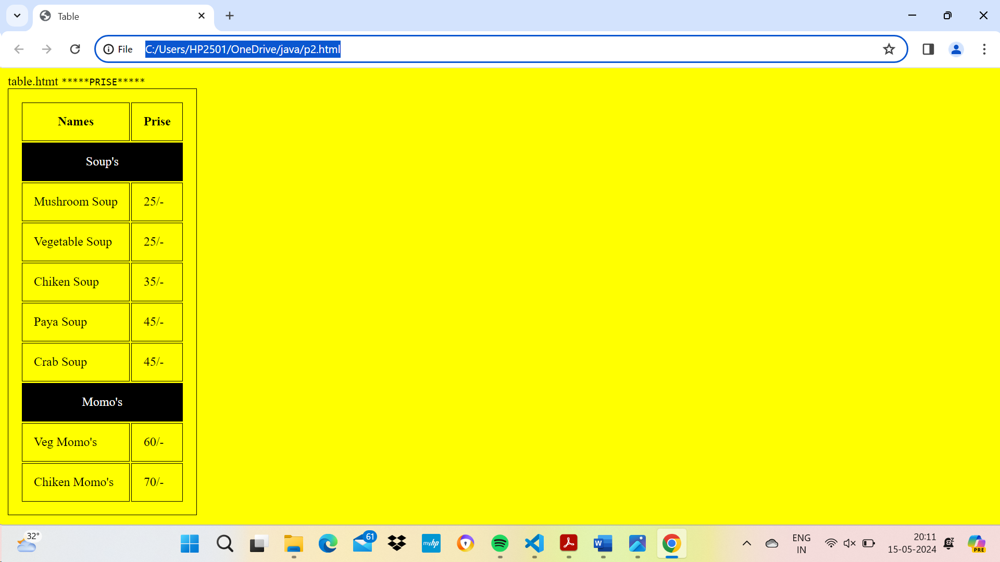 Table
File C:/Users/HP2501/OneDrive/java/p2.html
table.htmt *****PRISE*****
Names Prise
Soup's
Mushroom Soup 25/-
Vegetable Soup 25/-
Chiken Soup 35/-
Paya Soup 45/-
Crab Soup 45/-
Momo's
Veg Momo's 60/-
Chiken Momo's 70/-
32°
61
myhp
W
ENG
IN
20:11
15-05-2024
PRE